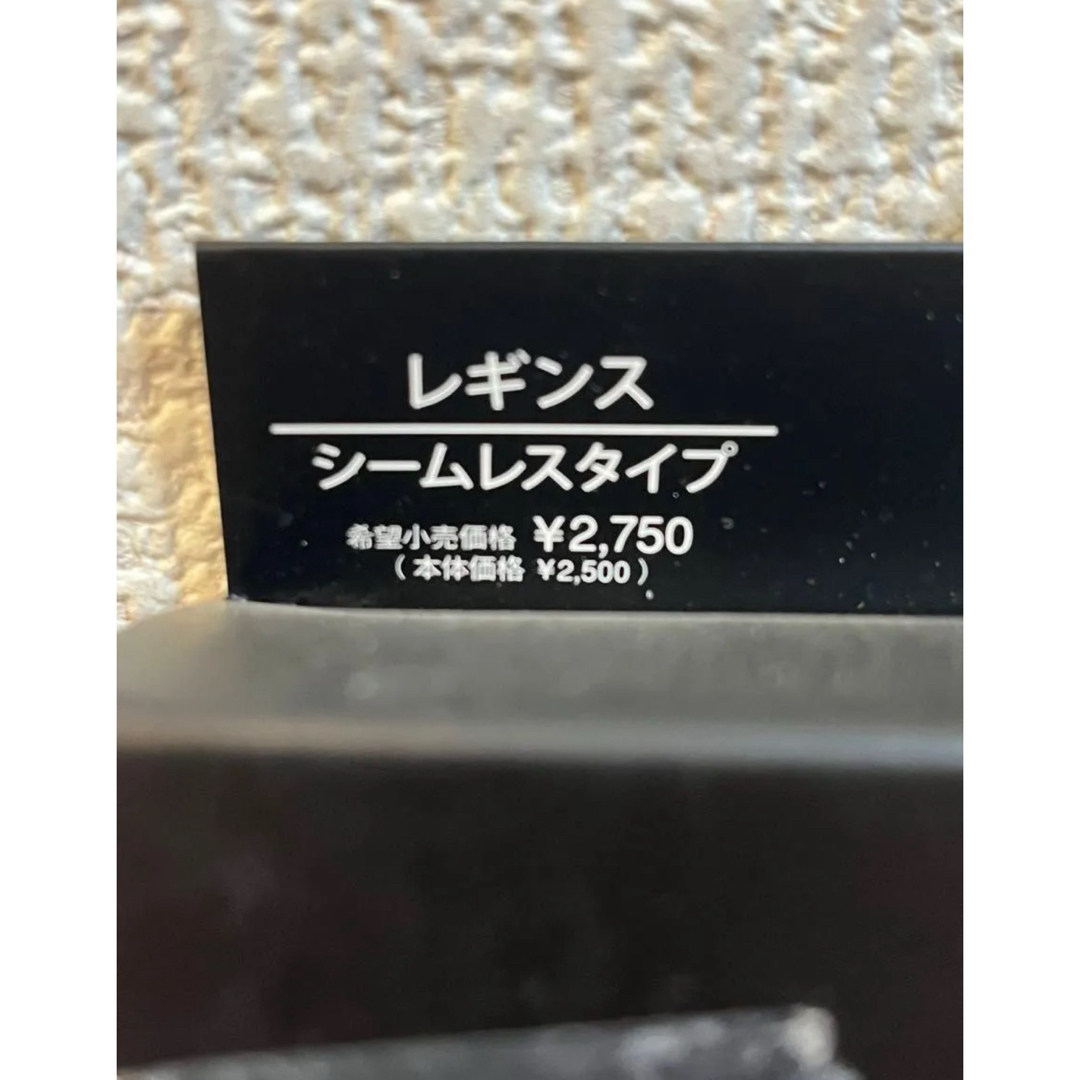 レギンス
シームレスタイプ
希望小売価格 ¥2,750
(本体価格 ¥2,500)